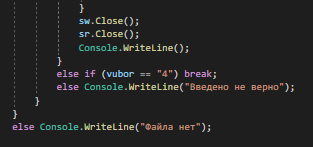 }
sw.Close();
sr.Close();
Console.WriteLine();
}
else if (vubor == "4") break;
else Console.WriteLine("Введено не верно");
}
}
else Console.WriteLine("Файла нет");